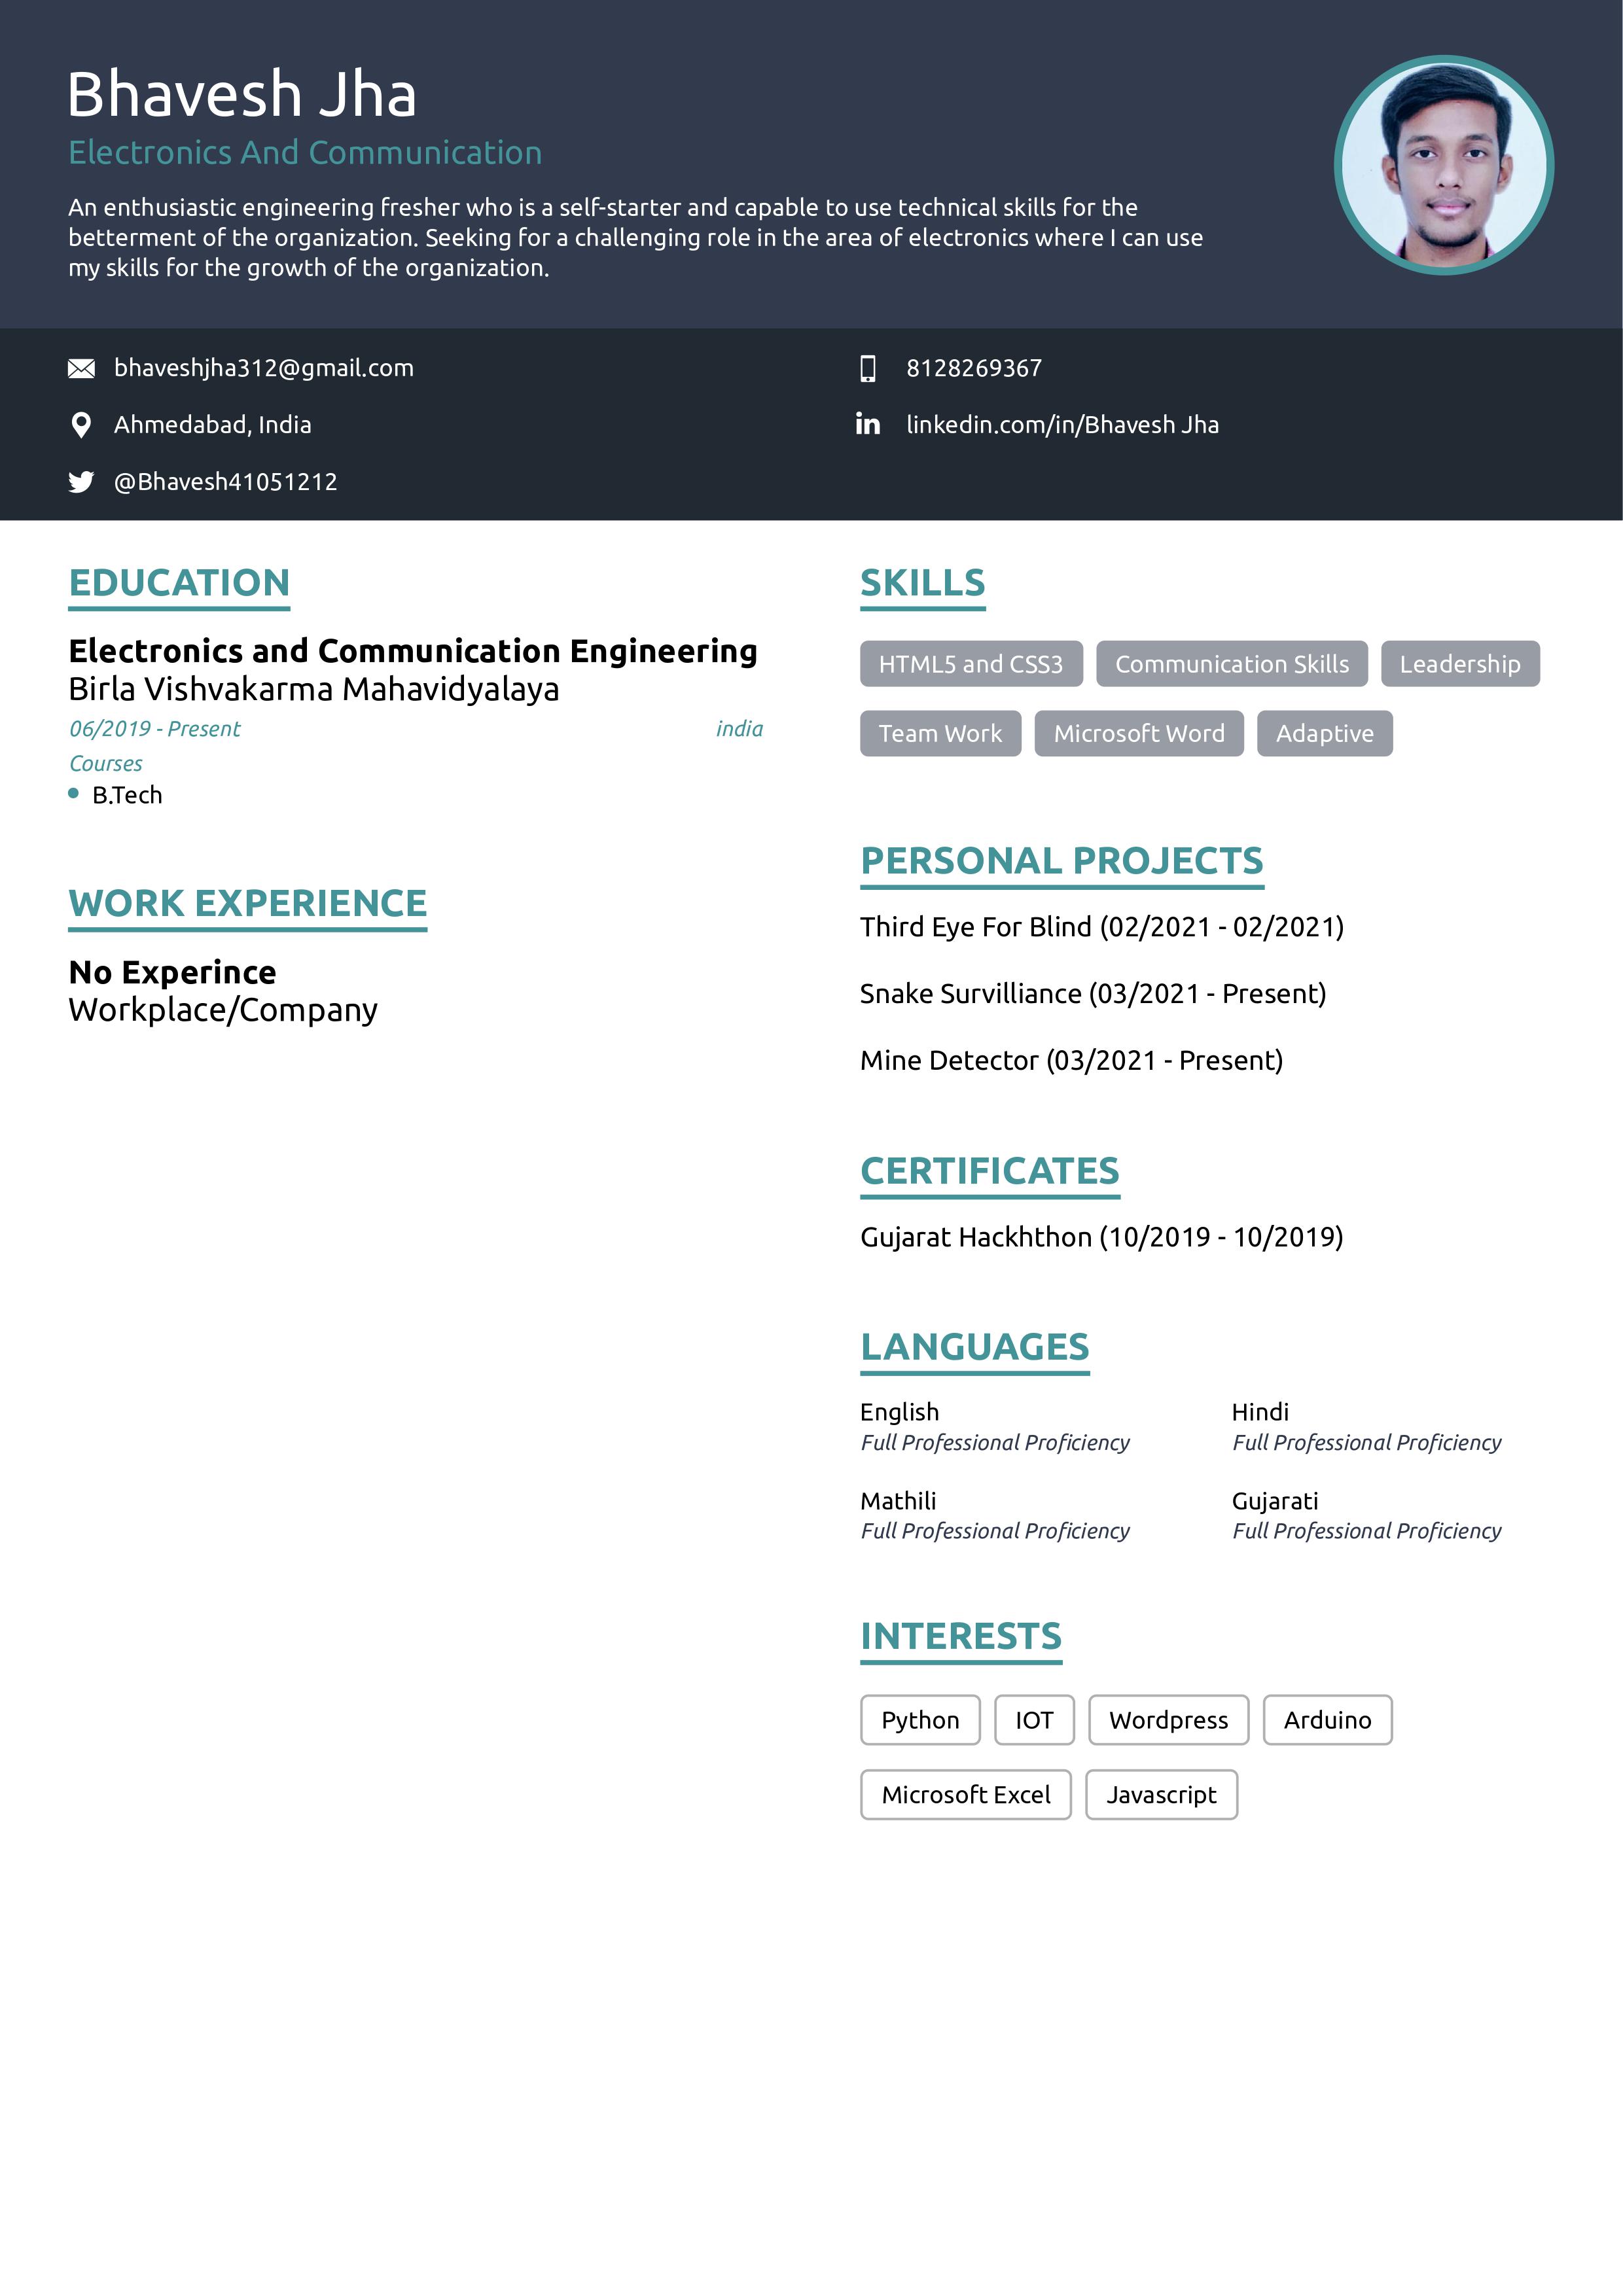 Bhavesh Jha
Electronics And Communication
An enthusiastic engineering fresher who is a self-starter and capable to use technical skills for the
betterment of the organization. Seeking for a challenging role in the area of electronics where I can use
my skills for the growth of the organization.
bhaveshjha312@gmail.com
8128269367
Ahmedabad, India
linkedin.com/in/Bhavesh Jha
@Bhavesh41051212
EDUCATION
Electronics and Communication Engineering
Birla Vishvakarma Mahavidyalaya
06/2019 - Present india
Courses
B.Tech
WORK EXPERIENCE
No Experince
Workplace/Company
SKILLS
HTML5 and CSS3 Communication Skills Leadership
Team Work Microsoft Word Adaptive
PERSONAL PROJECTS
Third Eye For Blind (02/2021 - 02/2021)
Snake Survilliance (03/2021 - Present)
Mine Detector (03/2021 - Present)
CERTIFICATES
Gujarat Hackhthon (10/2019 - 10/2019)
LANGUAGES
English Hindi
Full Professional Proficiency Full Professional Proficiency
Mathili Gujarati
Full Professional Proficiency Full Professional Proficiency
INTERESTS
Python IOT Wordpress Arduino
Microsoft Excel Javascript